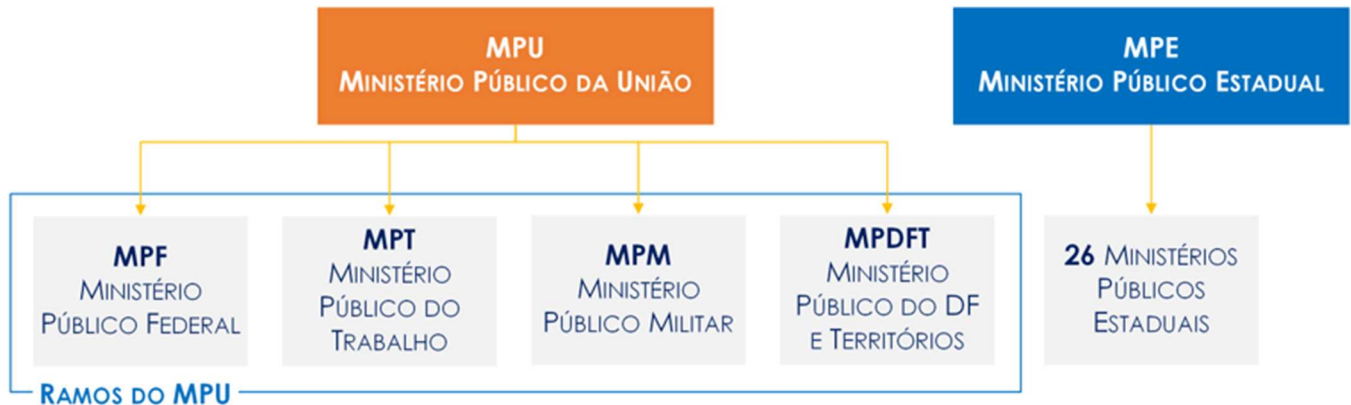 MPU
MINISTÉRIO PÚBLICO DA UNIÃO
MPE
MINISTÉRIO PÚBLICO ESTADUAL
MPF
MINISTÉRIO
PÚBLICO FEDERAL
MPT
MINISTÉRIO
PÚBLICO DO
TRABALHO
MPM
MINISTÉRIO
PÚBLICO MILITAR
MPDFT
MINISTÉRIO
PÚBLICO DO DF
E TERRITÓRIOS
26 MINISTÉRIOS
PÚBLICOS
ESTADUAIS
RAMOS DO MPU